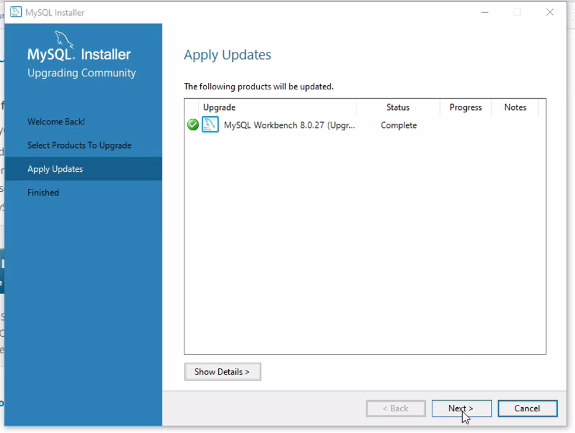 MySQL Installer
MySQL. Installer
Upgrading Community
Welcome Back!
Select Products To Upgrade
Apply Updates
Finished
Apply Updates
The following products will be updated.
Upgrade Status Progress Notes
MySQL Workbench 8.0.27 (Upgr... Complete
Show Details >
< Back Next > Cancel